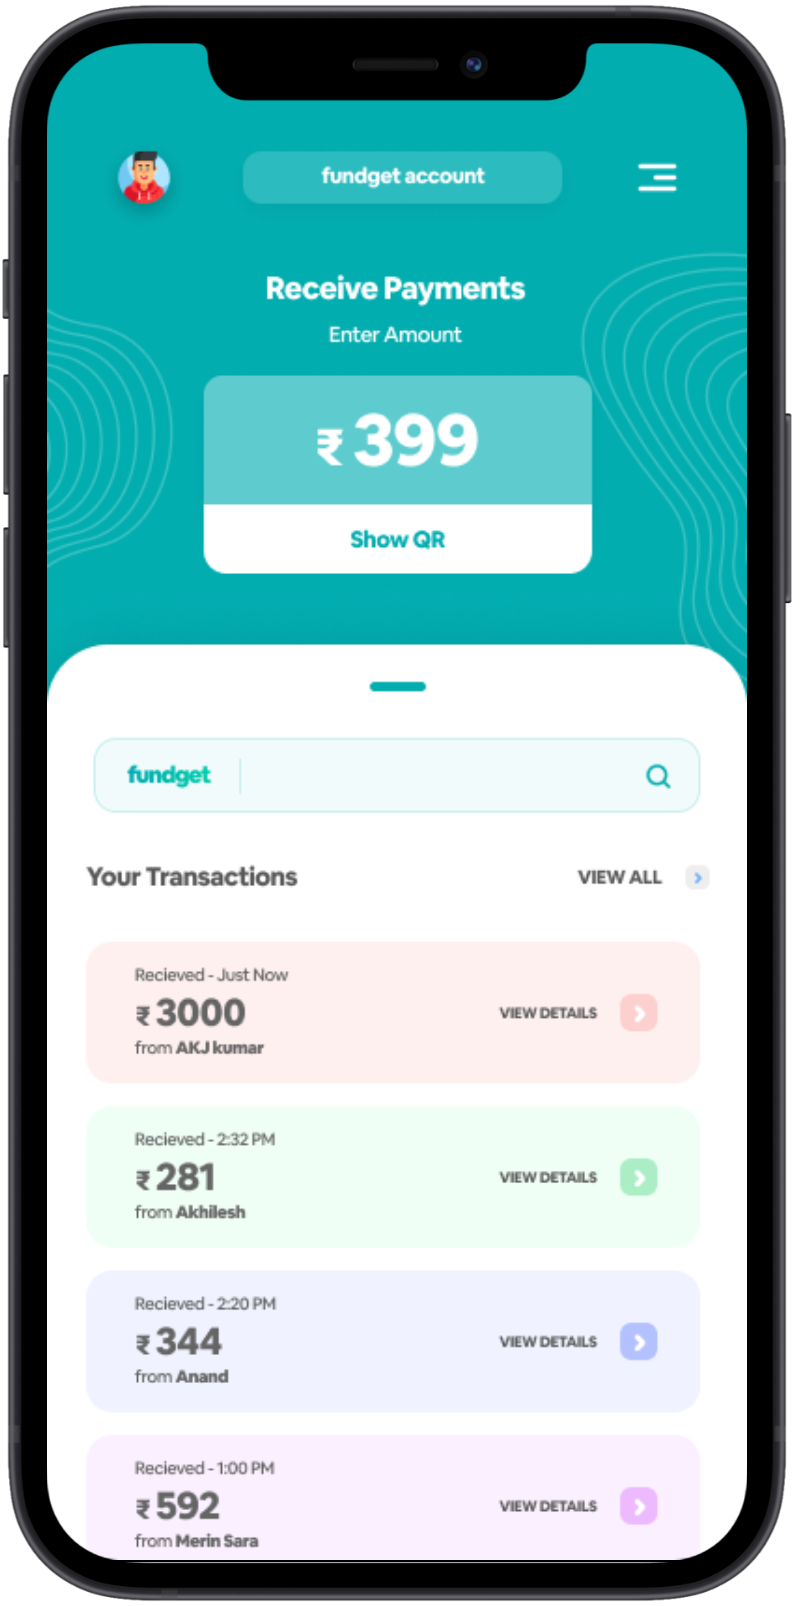 fundget account
Receive Payments
Enter Amount
₹ 399
Show QR
fundget
Your Transactions
VIEW ALL
Recieved - Just Now
₹ 3000
from AKJ kumar
VIEW DETAILS
Recieved - 2:32 PM
₹ 281
from Akhilesh
VIEW DETAILS
Recieved - 2:20 PM
₹ 344
from Anand
VIEW DETAILS
Recieved - 1:00 PM
₹ 592
from Merin Sara
VIEW DETAILS